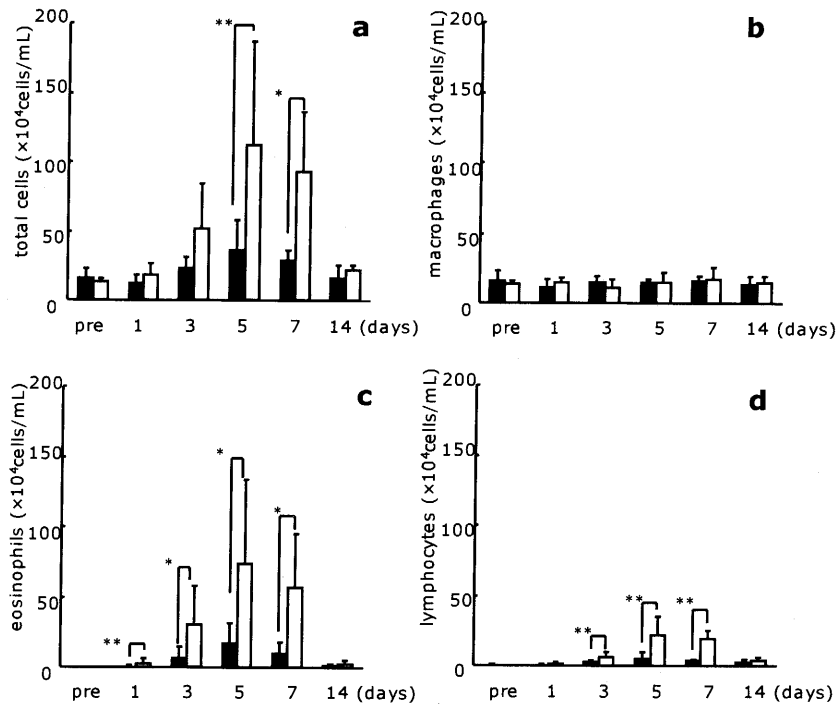 a
total cells (×10⁴cells/mL)
200
150
100
50
0
**
*
pre 1 3 5 7 14 (days)
b
macrophages (×10⁴cells/mL)
200
150
100
50
0
pre 1 3 5 7 14 (days)
c
eosinophils (×10⁴cells/mL)
200
150
100
50
0
**
*
*
*
pre 1 3 5 7 14 (days)
d
lymphocytes (×10⁴cells/mL)
200
150
100
50
0
**
**
**
pre 1 3 5 7 14 (days)